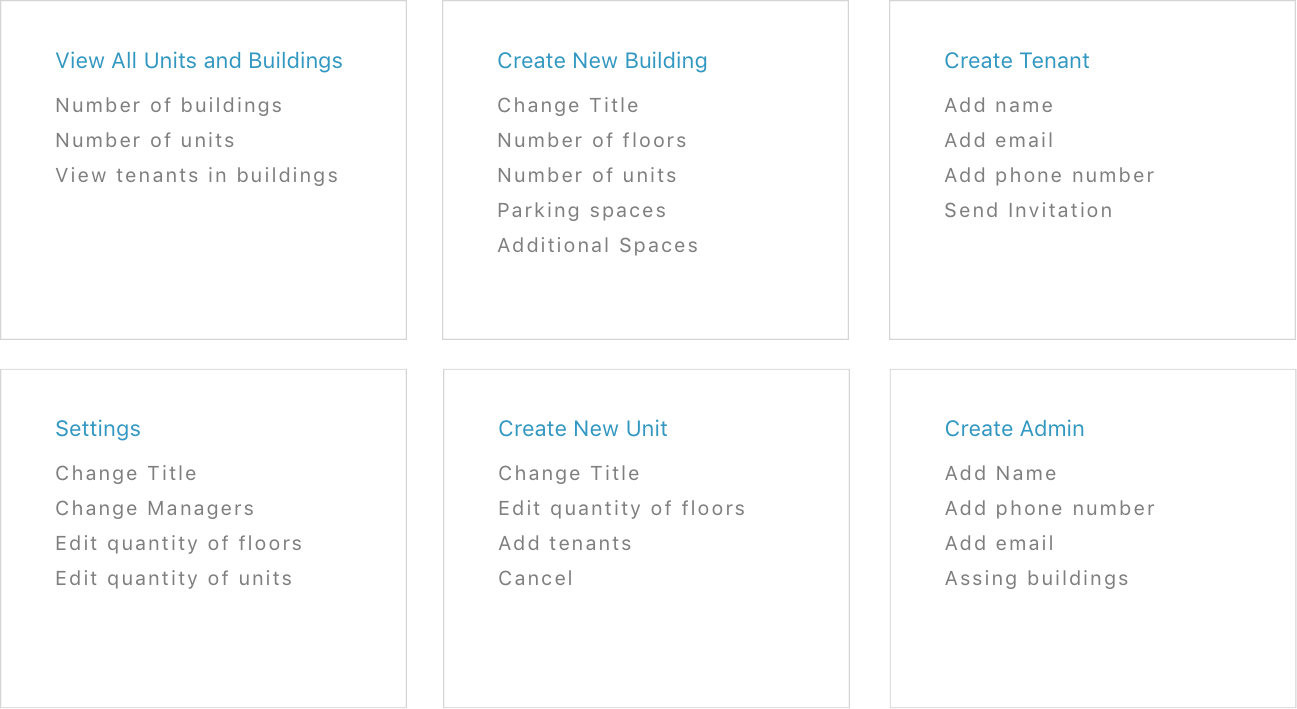 View All Units and Buildings
Number of buildings
Number of units
View tenants in buildings
Create New Building
Change Title
Number of floors
Number of units
Parking spaces
Additional Spaces
Create Tenant
Add name
Add email
Add phone number
Send Invitation
Settings
Change Title
Change Managers
Edit quantity of floors
Edit quantity of units
Create New Unit
Change Title
Edit quantity of floors
Add tenants
Cancel
Create Admin
Add Name
Add phone number
Add email
Assing buildings